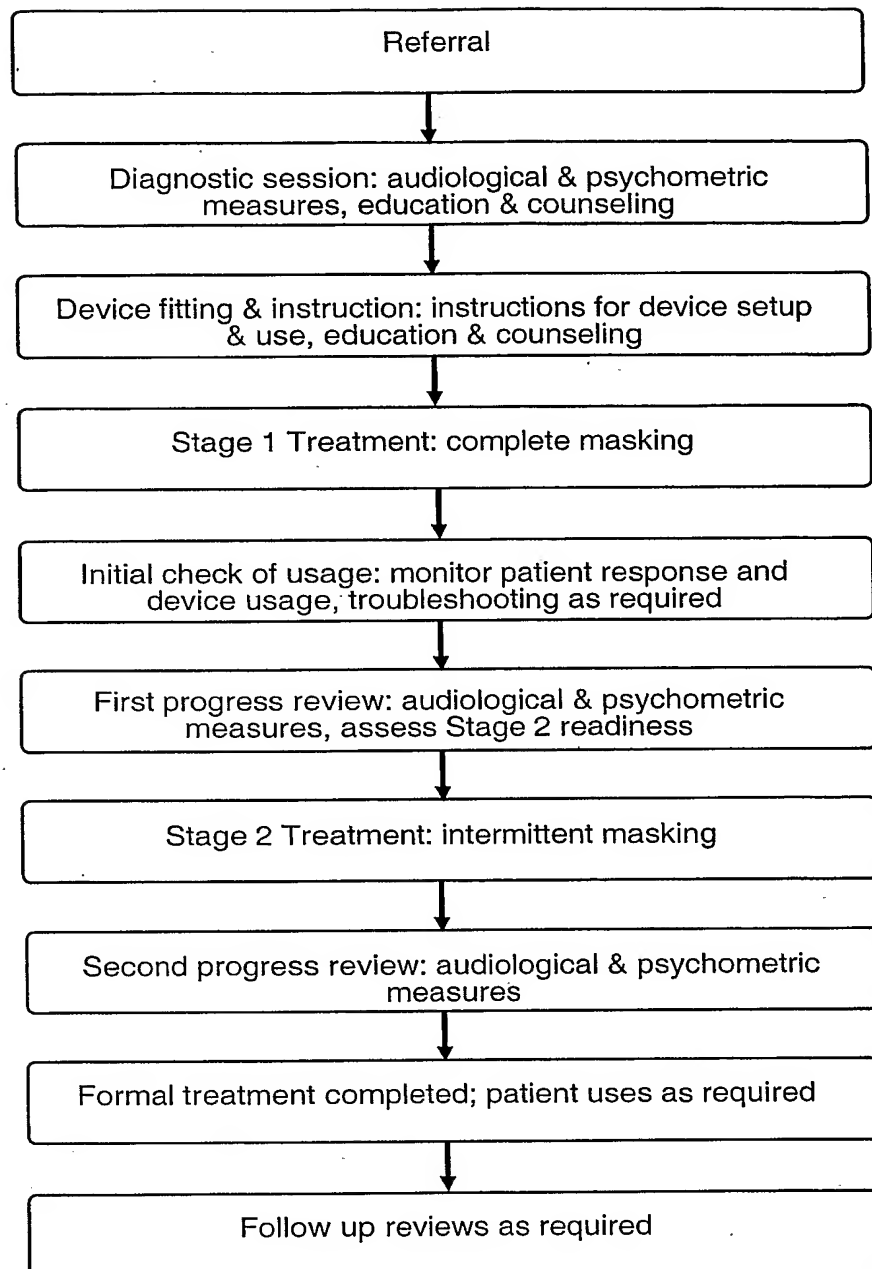 Referral
Diagnostic session: audiological & psychometric
measures, education & counseling
Device fitting & instruction: instructions for device setup
& use, education & counseling
Stage 1 Treatment: complete masking
Initial check of usage: monitor patient response and
device usage, troubleshooting as required
First progress review: audiological & psychometric
measures, assess Stage 2 readiness
Stage 2 Treatment: intermittent masking
Second progress review: audiological & psychometric
measures
Formal treatment completed; patient uses as required
Follow up reviews as required